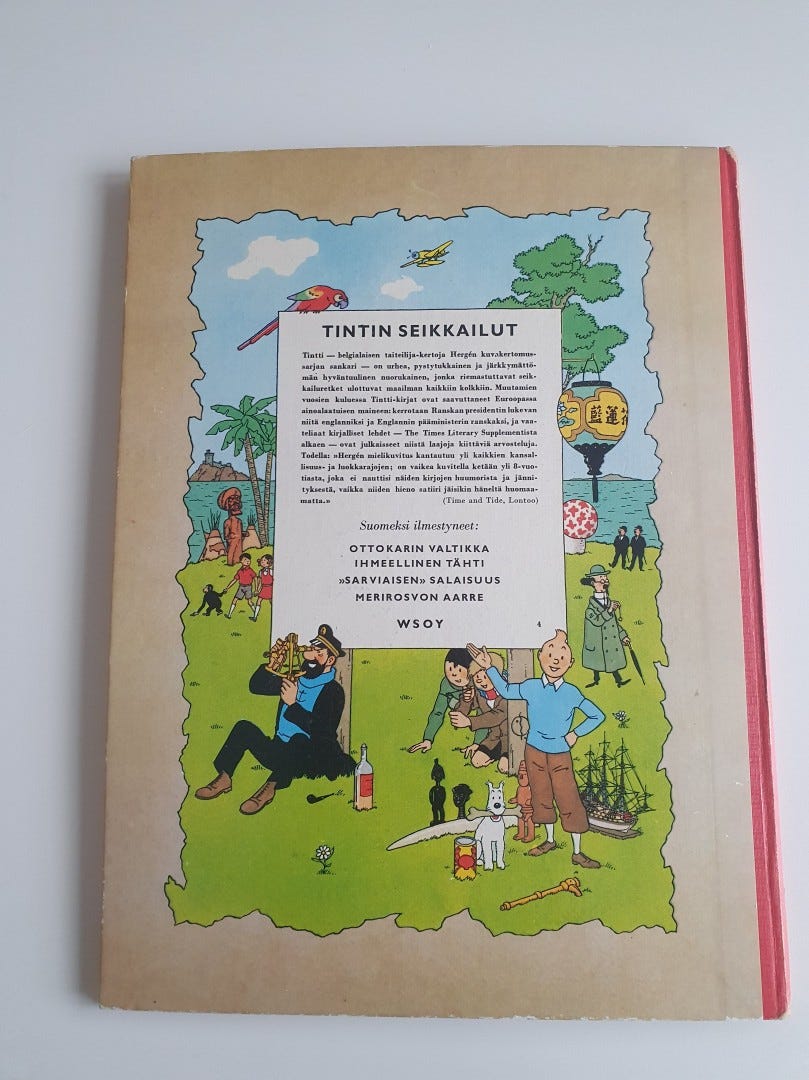 TINTIN SEIKKAILUT
Tintti — belgialaisen taiteilija-kertoja Hergén kuvakertomus-
sarjan sankari — on urhea, pystytukkainen ja järkkymättö-
män hyväntuulinen nuorukainen, jonka riemastuttavat seik-
kailuretket ulottuvat maailman kaikkiin kolkkiin. Muutamien
vuosien kuluessa Tintti-kirjat ovat saavuttaneet Euroopassa
ainoalaatuisen maineen: kerrotaan Ranskan presidentin lukevan
niitä englanniksi ja Englannin pääministerin ranskaksi, ja vaa-
teliaat kirjalliset lehdet — The Times Literary Supplementista
alkaen — ovat julkaisseet niistä laajoja kiittäviä arvosteluja.
Todella: »Hergén mielikuvitus kantautuu yli kaikkien kansal-
lisuus- ja luokkarajojen; on vaikea kuvitella ketään yli 8-vuo-
tiasta, joka ei nauttisi näiden kirjojen huumorista ja jänni-
tyksestä, vaikka niiden hieno satiiri jäisikin häneltä huomaa-
matta.» (Time and Tide, Lontoo)
Suomeksi ilmestyneet:
OTTOKARIN VALTIKKA
IHMEELLINEN TÄHTI
»SARVIAISEN» SALAISUUS
MERIROSVON AARRE
WSOY 4
藍蓮花